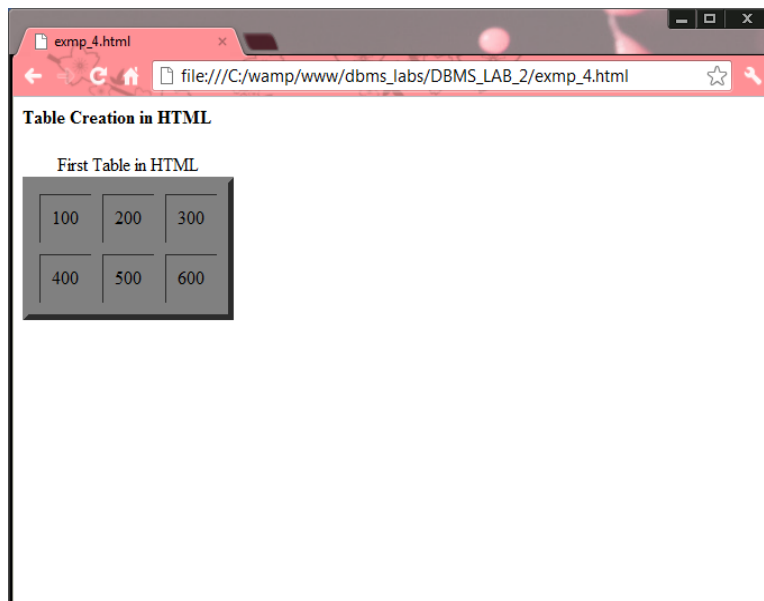 exmp_4.html
file:///C:/wamp/www/dbms_labs/DBMS_LAB_2/exmp_4.html
Table Creation in HTML
First Table in HTML
100 200 300
400 500 600